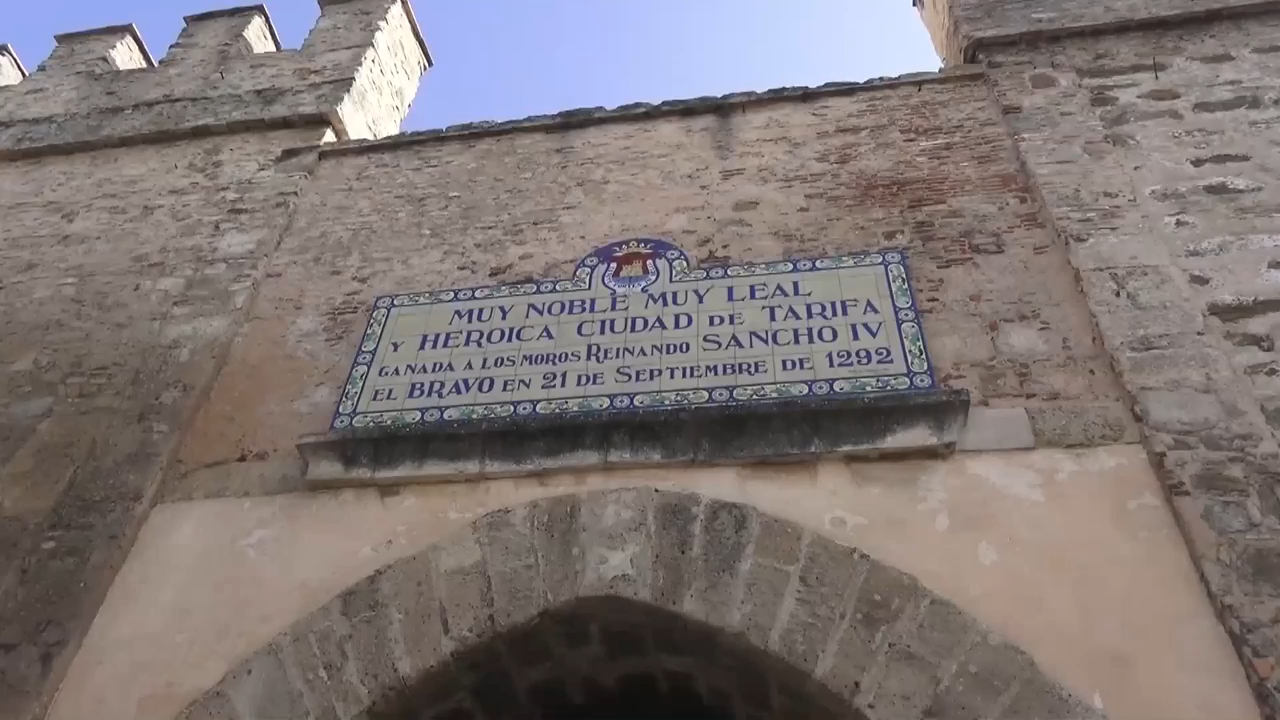 MUY NOBLE MUY LEAL
Y HEROICA CIUDAD DE TARIFA
GANADA A LOS MOROS REINANDO SANCHO IV
EL BRAVO EN 21 DE SEPTIEMBRE DE 1292